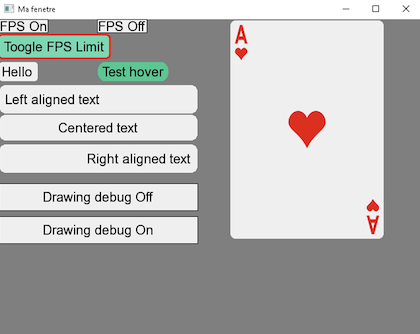 Ma fenetre
FPS On FPS Off
Toogle FPS Limit
Hello Test hover
Left aligned text
Centered text
Right aligned text
Drawing debug Off
Drawing debug On
A
A